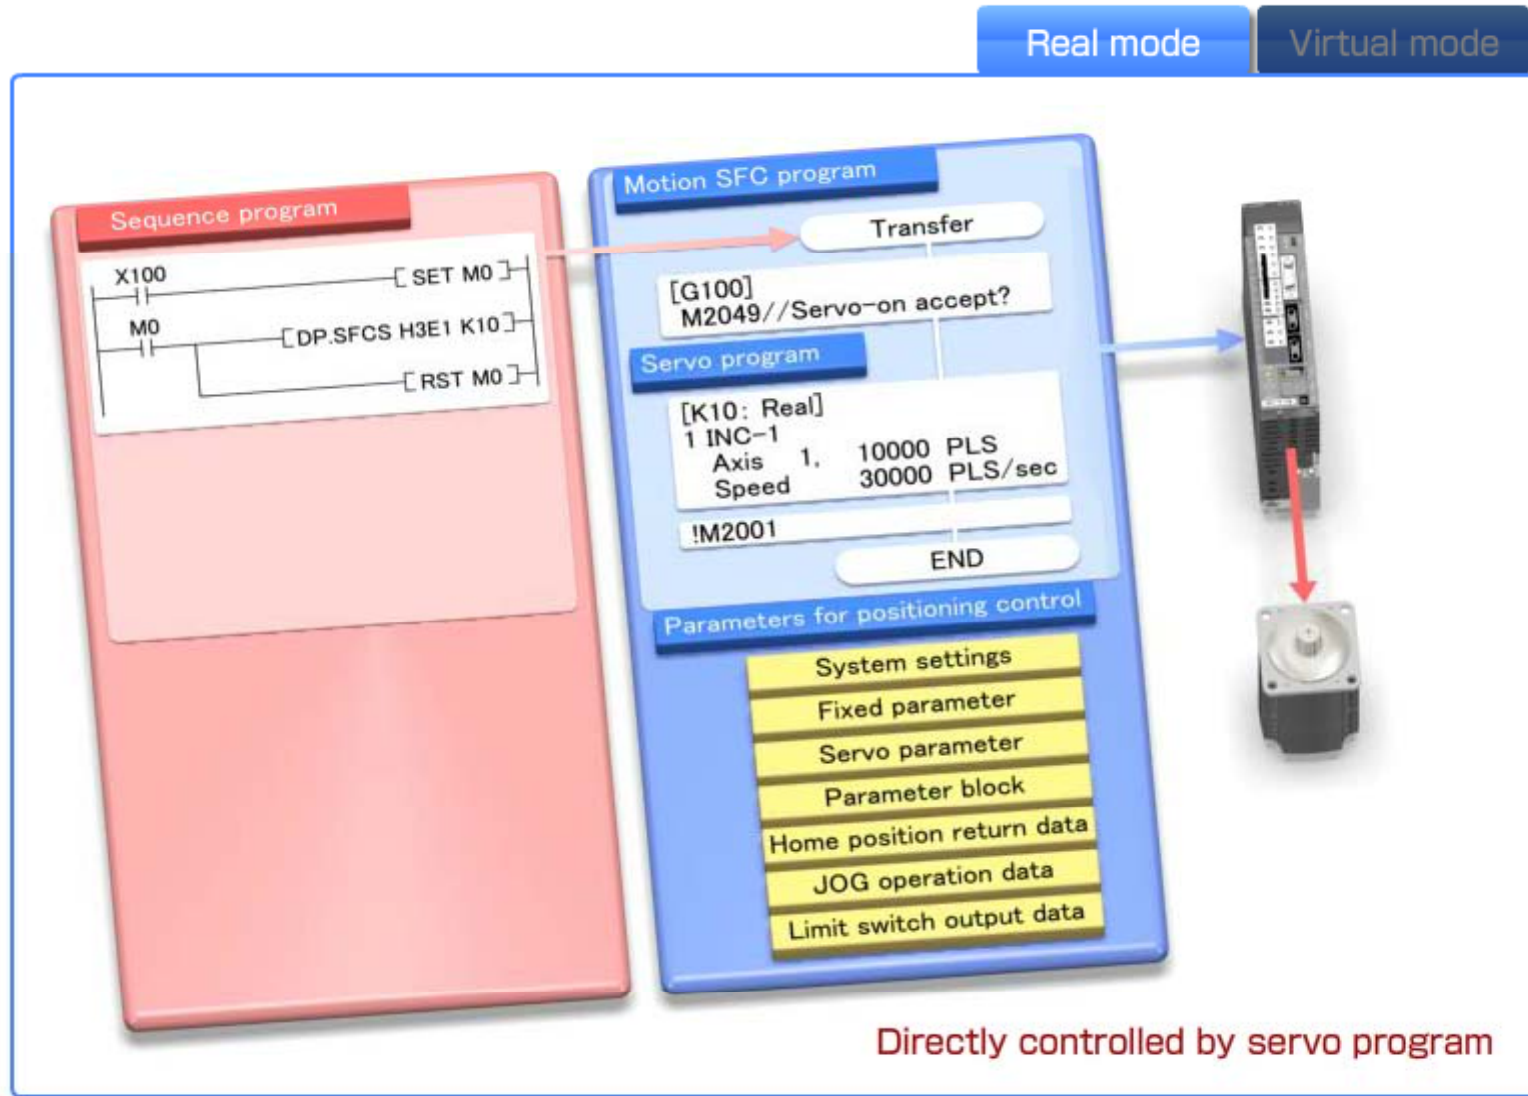 Real mode
Virtual mode
Sequence program
X100
SET M0
M0
DP.SFCS H3E1 K10
RST M0
Motion SFC program
Transfer
[G100]
M2049//Servo-on accept?
Servo program
[K10: Real]
1 INC-1
Axis 1, 10000 PLS
Speed 30000 PLS/sec
!M2001
END
Parameters for positioning control
System settings
Fixed parameter
Servo parameter
Parameter block
Home position return data
JOG operation data
Limit switch output data
Directly controlled by servo program